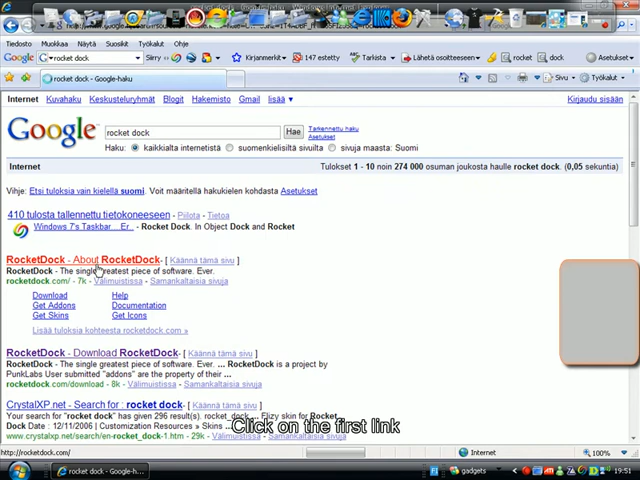 Tiedosto Muokkaa Näytä Suosikit Työkalut Ohje
Google rocket dock Siirry Kirjanmerkit 147 estetty Tarkista Lähetä osoitteeseen rocket dock Asetukset
rocket dock - Google-haku Sivu Työkalut
Internet Kuvahaku Keskusteluryhmät Blogit Hakemisto Gmail lisää Kirjaudu sisään
Google rocket dock Hae Tarkennettu haku
Asetukset
Haku: kaikkialta internetistä suomenkielisiltä sivuilta sivuja maasta: Suomi
Internet Tulokset 1 - 10 noin 274 000 osuman joukosta haulle rocket dock. (0,05 sekuntia)
Vihje: Etsi tuloksia vain kielellä suomi. Voit määritellä hakukielen kohdasta Asetukset
410 tulosta tallennettu tietokoneeseen - Piilota - Tietoa
Windows 7's Taskbar _Er_ - Rocket Dock. In Object Dock and Rocket
RocketDock - About RocketDock - [ Käännä tämä sivu ]
RocketDock - The single greatest piece of software. Ever.
rocketdock.com/ - 7k - Välimuistissa - Samankaltaisia sivuja
Download Help
Get Addons Documentation
Get Skins Get Icons
Lisää tuloksia kohteesta rocketdock.com »
RocketDock - Download RocketDock - [ Käännä tämä sivu ]
RocketDock - The single greatest piece of software. Ever. ... RocketDock is a project by
PunkLabs User submitted "addons" are the property of their ...
rocketdock.com/download - 8k - Välimuistissa - Samankaltaisia sivuja
CrystalXP.net - Search for : rocket dock - [ Käännä tämä sivu ]
Your search for "rocket dock" has given 296 result(s). rocket_dock ... Flizy skin for Rocket
Dock Date : 12/11/2006 | Customization Resources > Skins ...
www.crystalxp.net/search/en-rocket_dock-1.htm - 29k - Välimuistissa - Samankaltaisia sivuja
Click on the first link
http://rocketdock.com/ Internet 100%
rocket dock - Google-h... gadgets 19:51